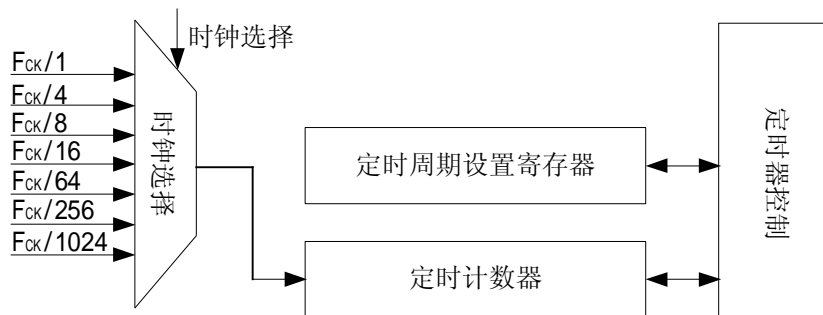 时钟选择
FCK/1
FCK/4
FCK/8
FCK/16
FCK/64
FCK/256
FCK/1024
时钟选择
定时周期设置寄存器
定时计数器
定时器控制